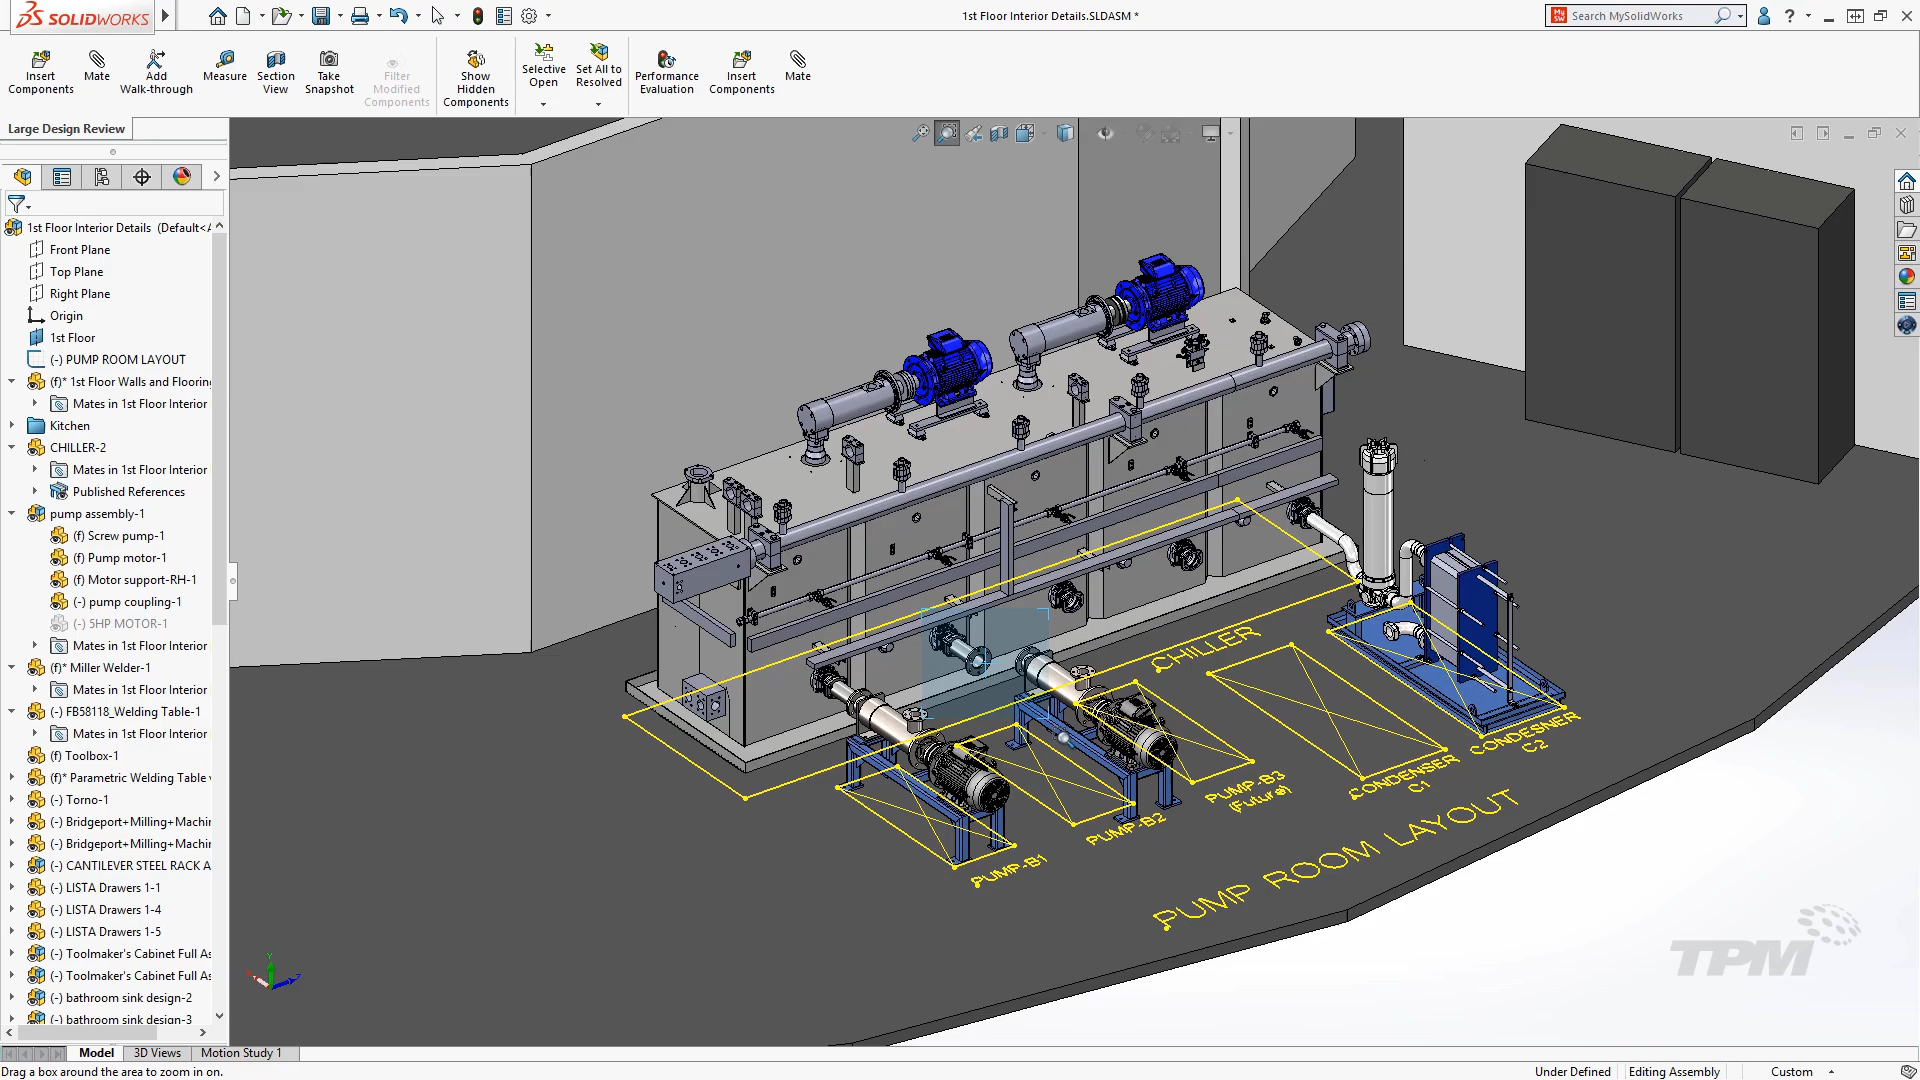 SOLIDWORKS
1st Floor Interior Details.SLDASM *
Search MySolidWorks
Insert Components
Mate
Add Walk-through
Measure
Section View
Take Snapshot
Filter Modified Components
Show Hidden Components
Selective Open
Set All to Resolved
Performance Evaluation
Insert Components
Mate
Large Design Review
1st Floor Interior Details (Default<
Front Plane
Top Plane
Right Plane
Origin
1st Floor
(-) PUMP ROOM LAYOUT
(f)* 1st Floor Walls and Flooring
Mates in 1st Floor Interior
Kitchen
CHILLER-2
Mates in 1st Floor Interior
Published References
pump assembly-1
(f) Screw pump-1
(f) Pump motor-1
(f) Motor support-RH-1
(-) pump coupling-1
(-) 5HP MOTOR-1
Mates in 1st Floor Interior
(f)* Miller Welder-1
Mates in 1st Floor Interior
(-) FB58118_Welding Table-1
Mates in 1st Floor Interior
(f) Toolbox-1
(f)* Parametric Welding Table
(-) Torno-1
(-) Bridgeport+Milling+Machin
(-) Bridgeport+Milling+Machin
(-) CANTILEVER STEEL RACK A
(-) LISTA Drawers 1-1
(-) LISTA Drawers 1-4
(-) LISTA Drawers 1-5
(-) Toolmaker's Cabinet Full As
(-) Toolmaker's Cabinet Full As
(-) bathroom sink design-2
(-) bathroom sink design-3
CHILLER
PUMP-B1
PUMP-B2
PUMP-B3
(Future)
CONDENSER
C1
CONDESNER
C2
PUMP ROOM LAYOUT
TPM
Model
3D Views
Motion Study 1
Drag a box around the area to zoom in on.
Under Defined
Editing Assembly
Custom